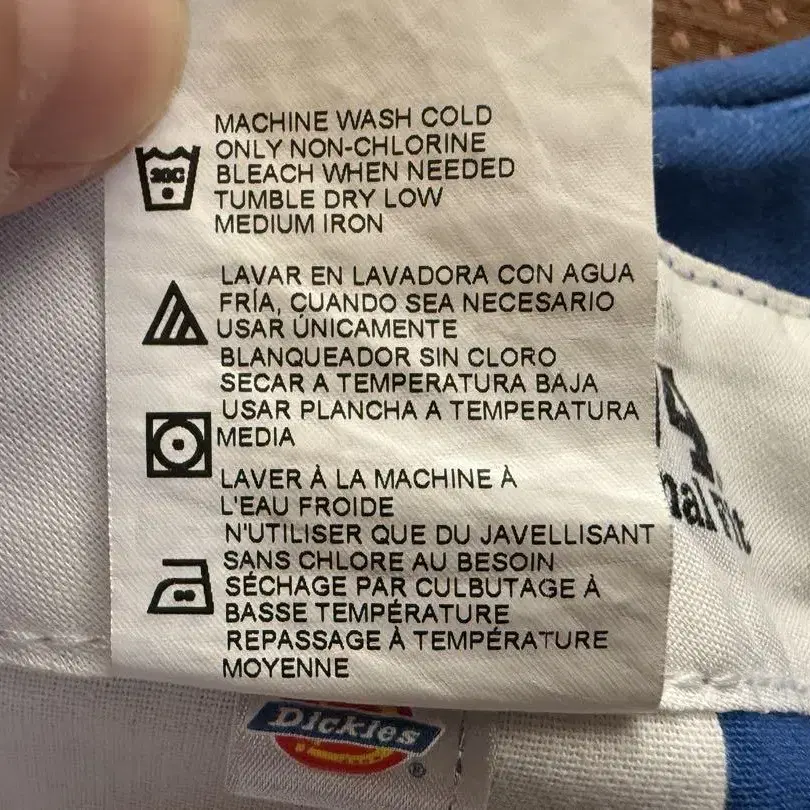 MACHINE WASH COLD
ONLY NON-CHLORINE
BLEACH WHEN NEEDED
TUMBLE DRY LOW
MEDIUM IRON
30C
LAVAR EN LAVADORA CON AGUA
FRÍA, CUANDO SEA NECESARIO
USAR ÚNICAMENTE
BLANQUEADOR SIN CLORO
SECAR A TEMPERATURA BAJA
USAR PLANCHA A TEMPERATURA
MEDIA
LAVER À LA MACHINE À
L'EAU FROIDE
N'UTILISER QUE DU JAVELLISANT
SANS CHLORE AU BESOIN
SÉCHAGE PAR CULBUTAGE À
BASSE TEMPÉRATURE
REPASSAGE À TEMPÉRATURE
MOYENNE
Dickies®